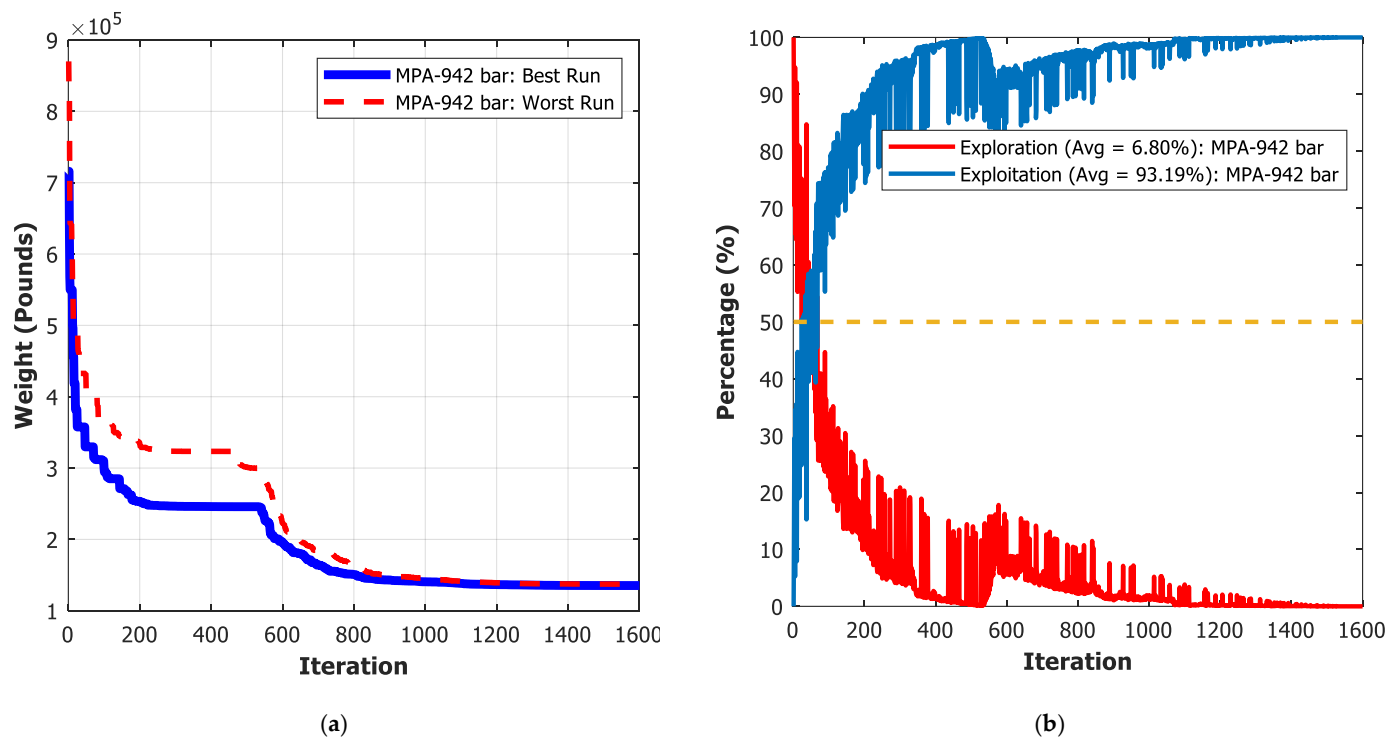 ×10⁵
9
8
7
6
5
4
3
2
1
Weight (Pounds)
MPA-942 bar: Best Run
MPA-942 bar: Worst Run
0 200 400 600 800 1000 1200 1400 1600
Iteration
(a)
100
90
80
70
60
50
40
30
20
10
0
Percentage (%)
Exploration (Avg = 6.80%): MPA-942 bar
Exploitation (Avg = 93.19%): MPA-942 bar
0 200 400 600 800 1000 1200 1400 1600
Iteration
(b)